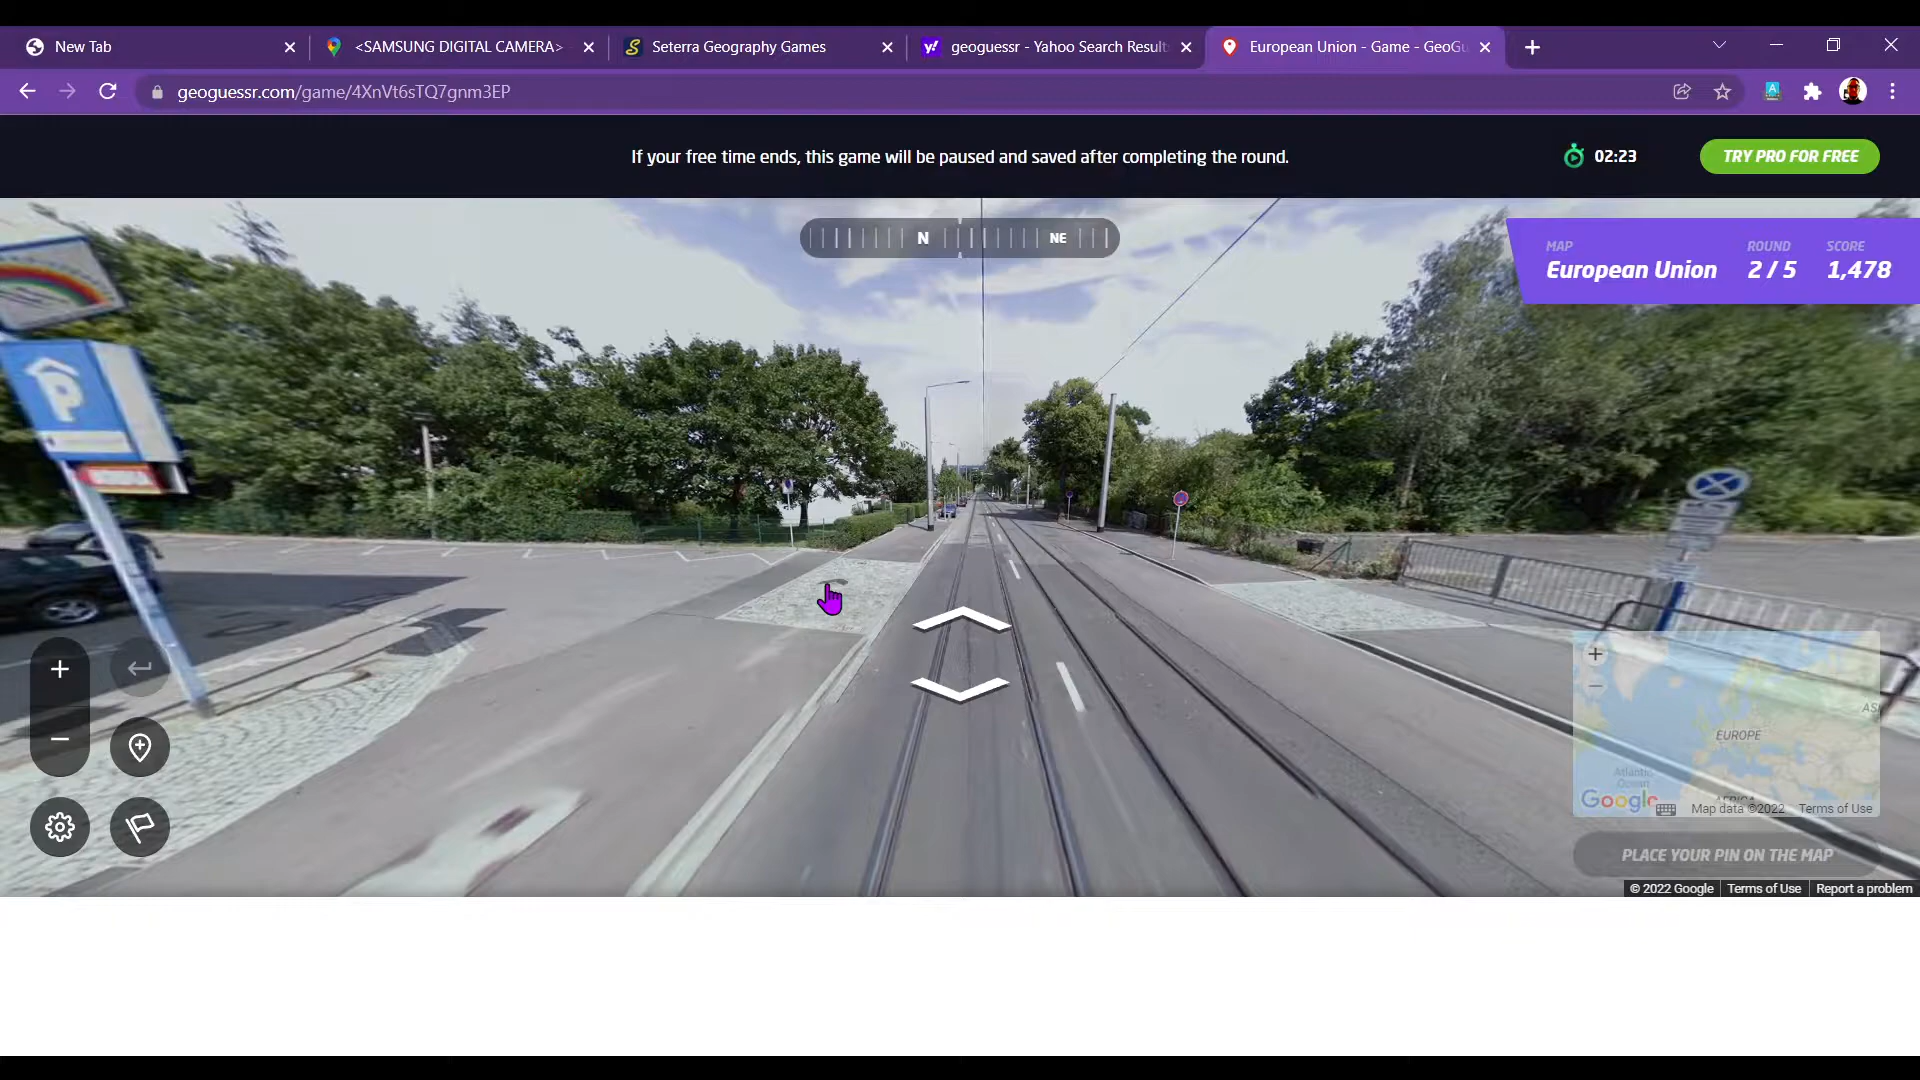 New Tab
<SAMSUNG DIGITAL CAMERA>
Seterra Geography Games
geoguessr - Yahoo Search Result
European Union - Game - GeoGu
geoguessr.com/game/4XnVt6sTQ7gnm3EP
If your free time ends, this game will be paused and saved after completing the round.
02:23
TRY PRO FOR FREE
N
NE
MAP
European Union
ROUND
2 / 5
SCORE
1,478
P
EUROPE
Atlantic
Ocean
AFRICA
Google
Map data ©2022
Terms of Use
PLACE YOUR PIN ON THE MAP
© 2022 Google
Terms of Use
Report a problem